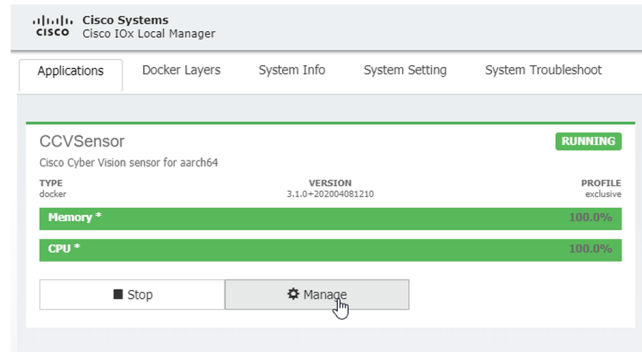 Cisco Systems
CISCO Cisco IOx Local Manager
Applications Docker Layers System Info System Setting System Troubleshoot
CCVSensor RUNNING
Cisco Cyber Vision sensor for aarch64
TYPE VERSION PROFILE
docker 3.1.0+202004081210 exclusive
Memory * 100.0%
CPU * 100.0%
Stop Manage